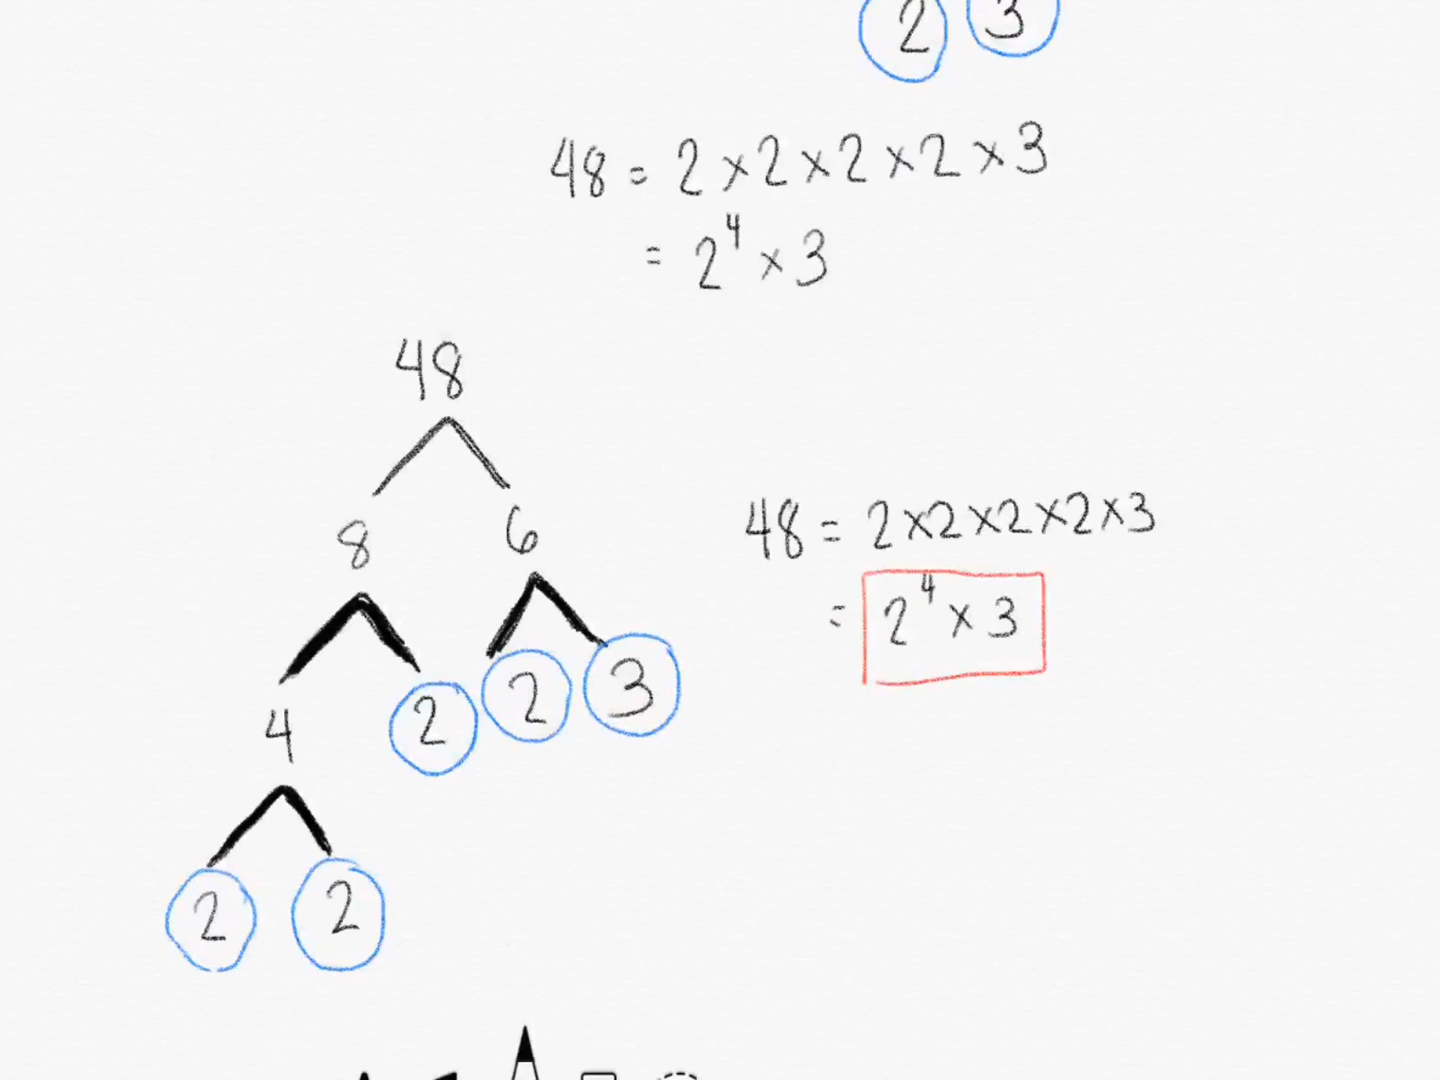 2 3
48 = 2 × 2 × 2 × 2 × 3
= 2⁴ × 3
48
8 6
48 = 2×2×2×2×3
= 2⁴ × 3
4 2 2 3
2 2